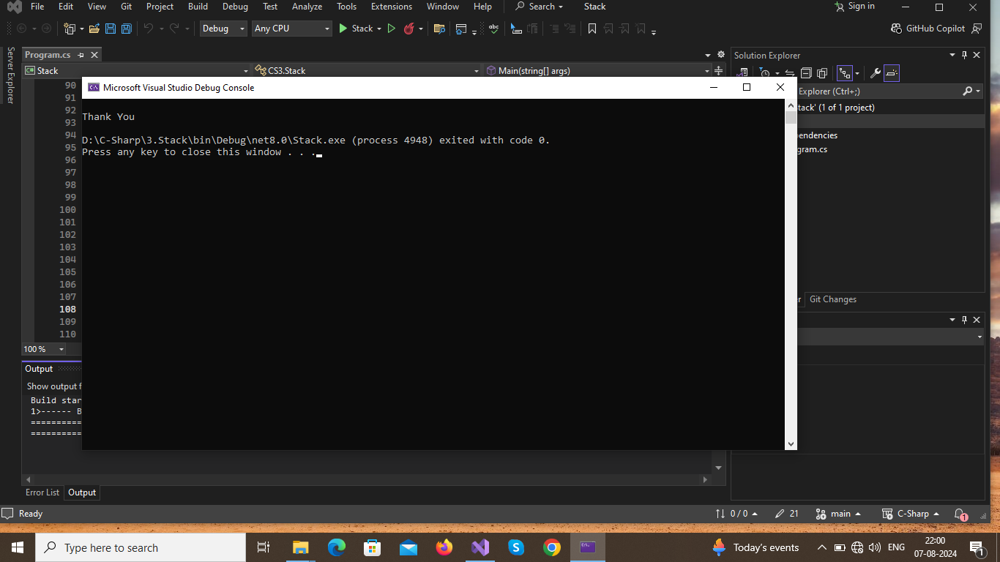 File Edit View Git Project Build Debug Test Analyze Tools Extensions Window Help Search Stack Sign in
Debug Any CPU Stack abc GitHub Copilot
Server Explorer
Program.cs
Stack CS3.Stack Main(string[] args)
90
91
92
93
94
95
96
97
98
99
100
101
102
103
104
105
106
107
108
109
110
100 %
Microsoft Visual Studio Debug Console
Thank You
D:\C-Sharp\3.Stack\bin\Debug\net8.0\Stack.exe (process 4948) exited with code 0.
Press any key to close this window . . .
Solution Explorer
Explorer (Ctrl+;)
tack' (1 of 1 project)
endencies
gram.cs
r Git Changes
Output
Show output f
Build star
1>------ B
===========
===========
Error List Output
Ready 0 / 0 21 main C-Sharp 1
Type here to search Today's events ENG 22:00
07-08-2024 1